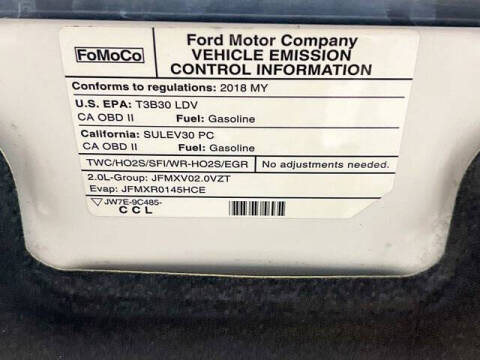 FoMoCo
Ford Motor Company
VEHICLE EMISSION
CONTROL INFORMATION
Conforms to regulations: 2018 MY
U.S. EPA: T3B30 LDV
CA OBD II Fuel: Gasoline
California: SULEV30 PC
CA OBD II Fuel: Gasoline
TWC/HO2S/SFI/WR-HO2S/EGR No adjustments needed.
2.0L-Group: JFMXV02.0VZT
Evap: JFMXR0145HCE
JW7E-9C485-
C C L